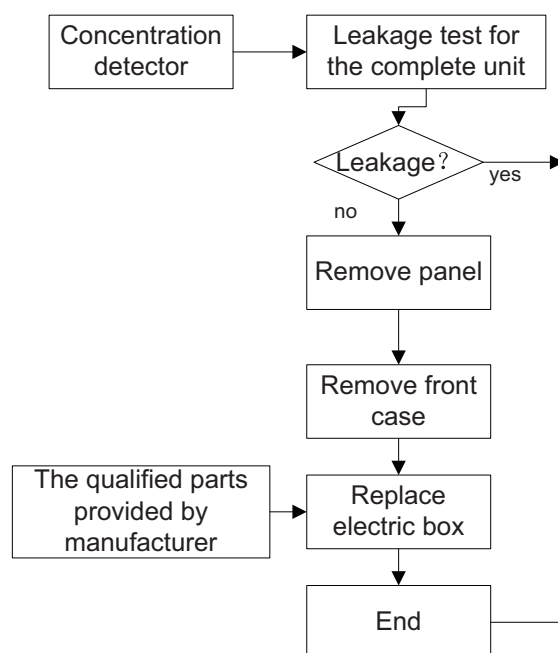 Concentration
detector
Leakage test for
the complete unit
Leakage？
yes
no
Remove panel
Remove front
case
The qualified parts
provided by
manufacturer
Replace
electric box
End